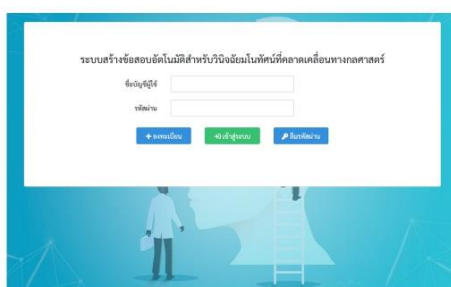 ระบบสร้างข้อสอบอัตโนมัติสำหรับวินิจฉัยมโนทัศน์ที่คลาดเคลื่อนทางกลศาสตร์
ชื่อบัญชีผู้ใช้
รหัสผ่าน
ลงทะเบียน เข้าสู่ระบบ ลืมรหัสผ่าน